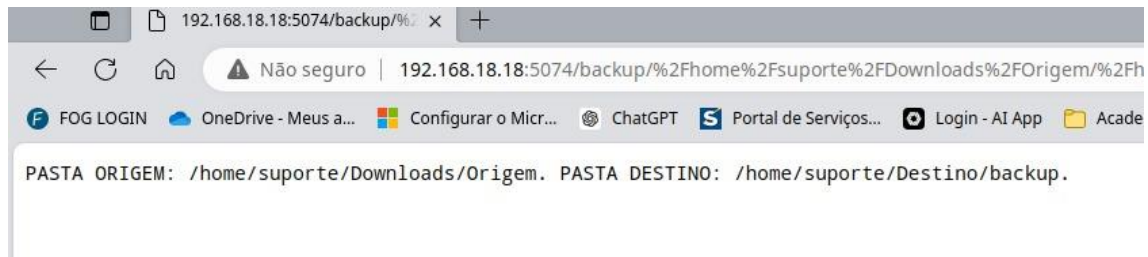 192.168.18.18:5074/backup/%2
Não seguro | 192.168.18.18:5074/backup/%2Fhome%2Fsuporte%2FDownloads%2FOrigem/%2Fh
FOG LOGIN OneDrive - Meus a... Configurar o Micr... ChatGPT Portal de Serviços... Login - AI App Acade
PASTA ORIGEM: /home/suporte/Downloads/Origem. PASTA DESTINO: /home/suporte/Destino/backup.